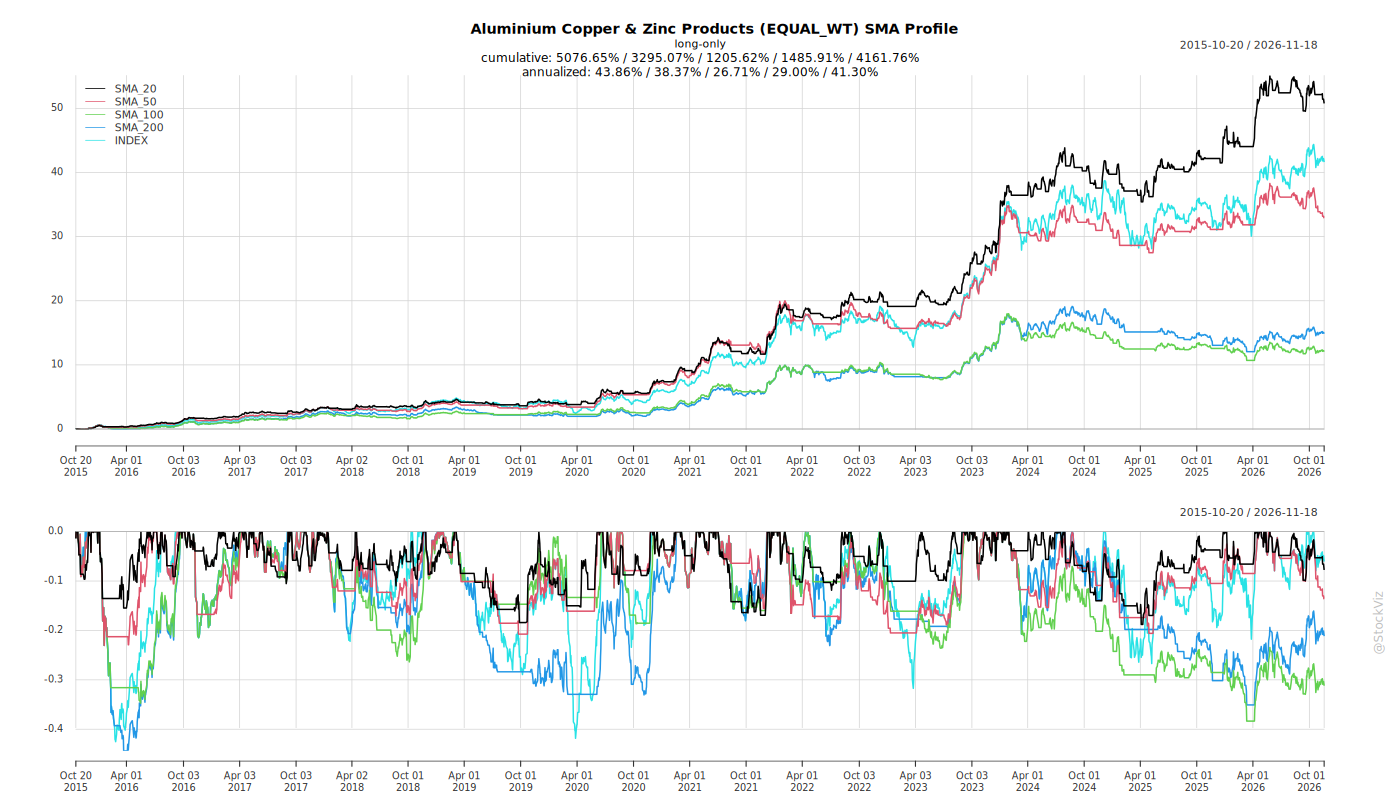 Aluminium Copper & Zinc Products (EQUAL_WT) SMA Profile
long-only
cumulative: 5076.65% / 3295.07% / 1205.62% / 1485.91% / 4161.76%
annualized: 43.86% / 38.37% / 26.71% / 29.00% / 41.30%
2015-10-20 / 2026-11-18
SMA_20
SMA_50
SMA_100
SMA_200
INDEX
50
40
30
20
10
0
Oct 20 Apr 01 Oct 03 Apr 03 Oct 03 Apr 02 Oct 01 Apr 01 Oct 01 Apr 01 Oct 01 Apr 01 Oct 01 Apr 01 Oct 03 Apr 03 Oct 03 Apr 01 Oct 01 Apr 01 Oct 01 Apr 01 Oct 01
2015 2016 2016 2017 2017 2018 2018 2019 2019 2020 2020 2021 2021 2022 2022 2023 2023 2024 2024 2025 2025 2026 2026
2015-10-20 / 2026-11-18
0.0
-0.1
-0.2
-0.3
-0.4
Oct 20 Apr 01 Oct 03 Apr 03 Oct 03 Apr 02 Oct 01 Apr 01 Oct 01 Apr 01 Oct 01 Apr 01 Oct 01 Apr 01 Oct 03 Apr 03 Oct 03 Apr 01 Oct 01 Apr 01 Oct 01 Apr 01 Oct 01
2015 2016 2016 2017 2017 2018 2018 2019 2019 2020 2020 2021 2021 2022 2022 2023 2023 2024 2024 2025 2025 2026 2026
@StockViz